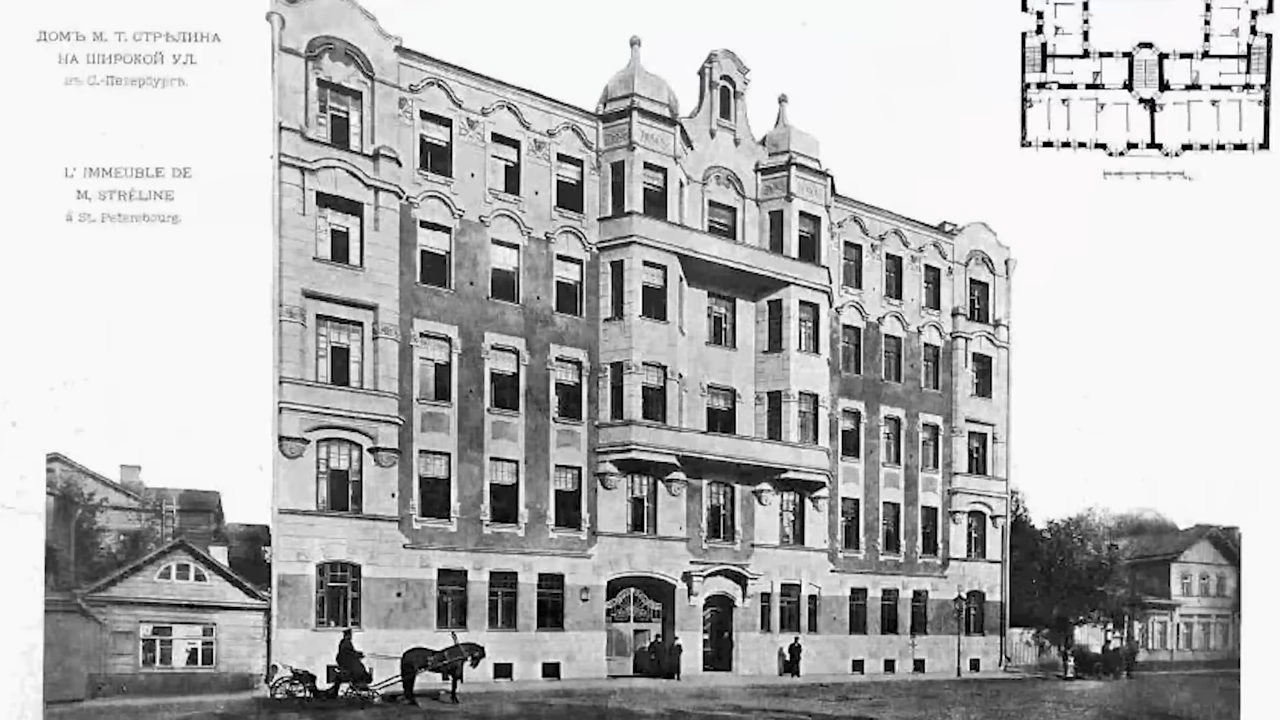 ДОМЪ М. Т. СТРѢЛИНА
НА ШИРОКОЙ УЛ.
въ С.-Петербургѣ.
L' IMMEUBLE DE
M, STRÉLINE
á St. Petersbourg.